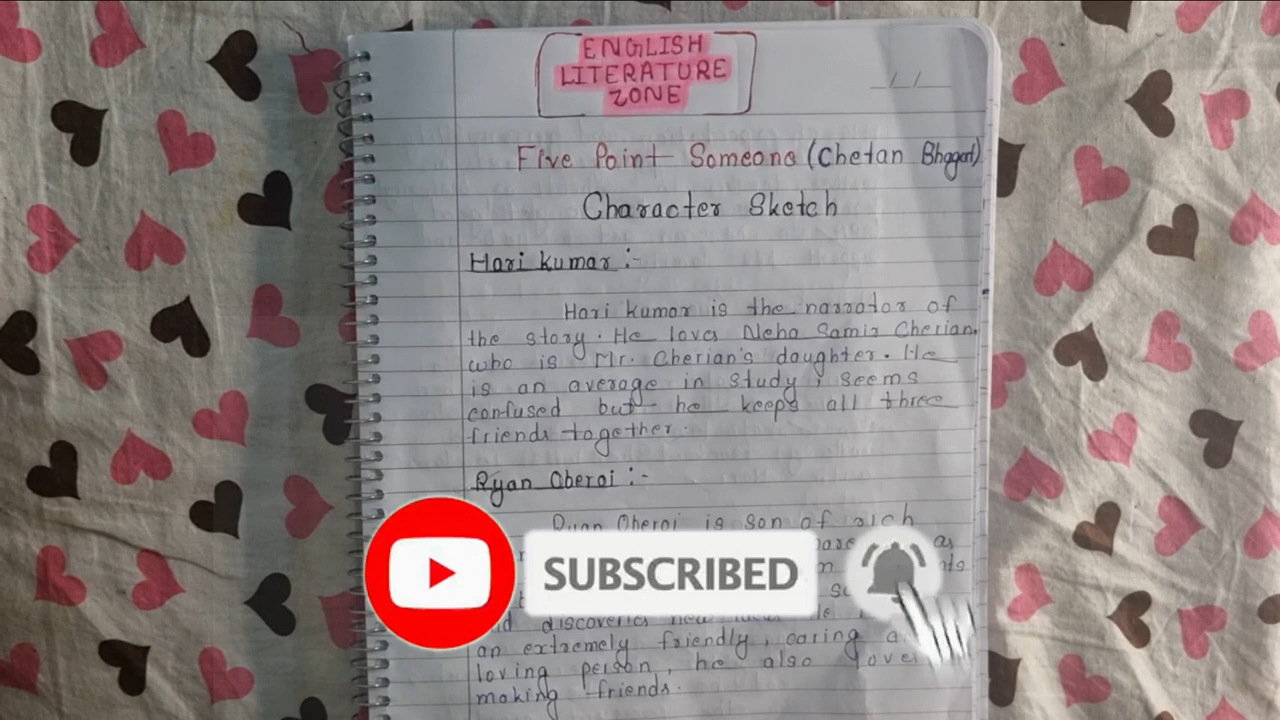 ENGLISH
LITERATURE
ZONE
Five Point Someone (Chetan Bhagat)
Character Sketch
Hari kumar :-
Hari kumar is the narrator of
the story. He loves Neha Samir Cherian,
who is Mr. Cherian's daughter. He
is an average in study, seems
confused but he keeps all three
friends together.
Ryan Oberoi :-
Ryan Oberoi is son of rich
as
SUBSCRIBED
discoveries new
an extremely friendly, caring
loving person, he also
making friends.